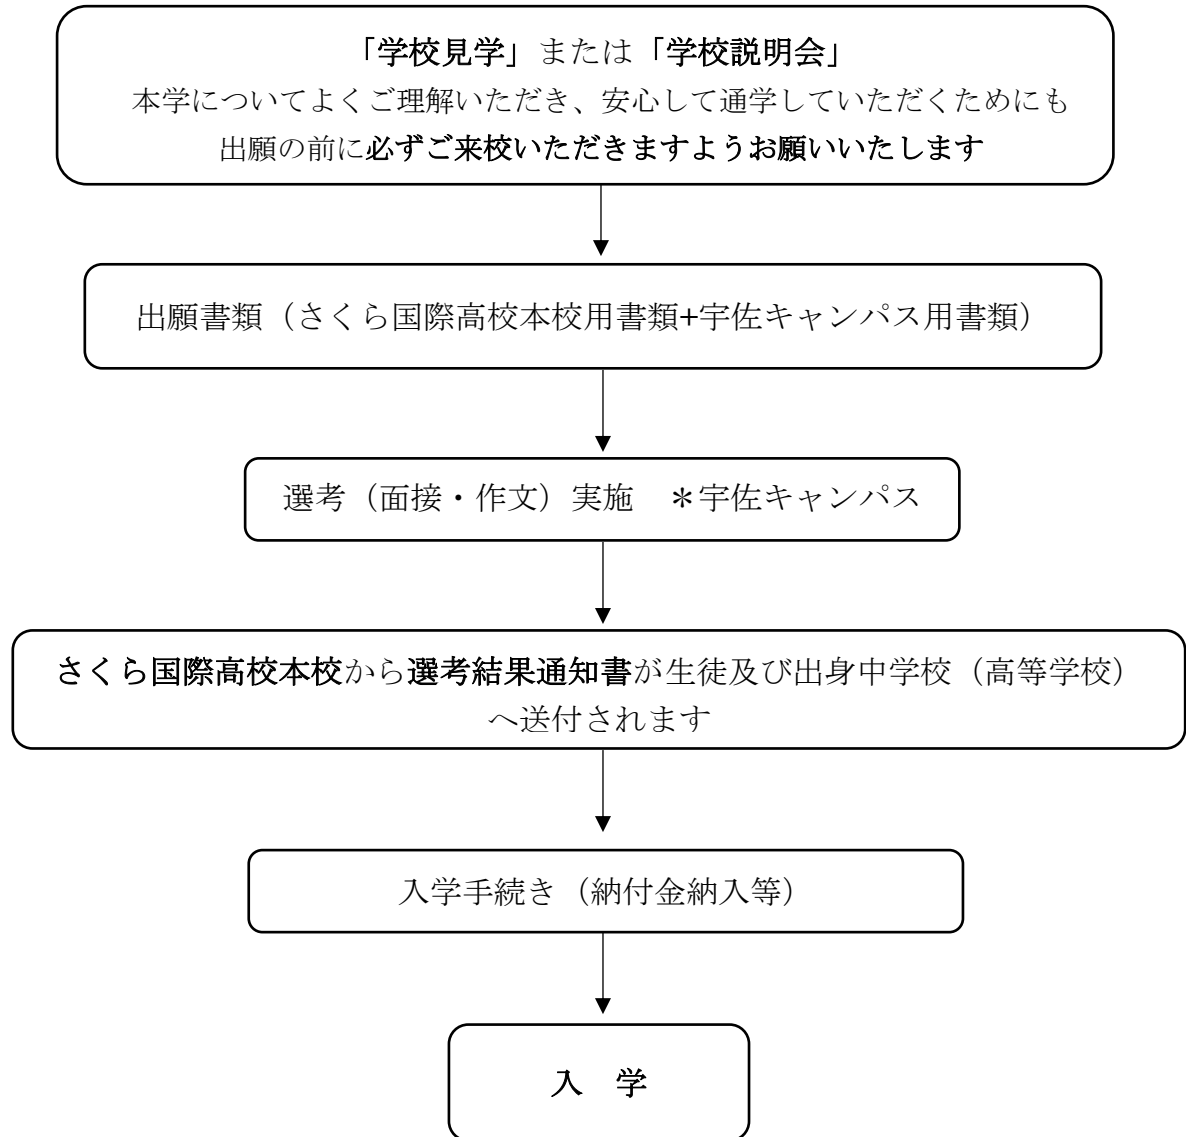 「学校見学」または「学校説明会」
本学についてよくご理解いただき、安心して通学していただくためにも
出願の前に必ずご来校いただきますようお願いいたします
出願書類（さくら国際高校本校用書類+宇佐キャンパス用書類）
選考（面接・作文）実施　＊宇佐キャンパス
さくら国際高校本校から選考結果通知書が生徒及び出身中学校（高等学校）
へ送付されます
入学手続き（納付金納入等）
入　学